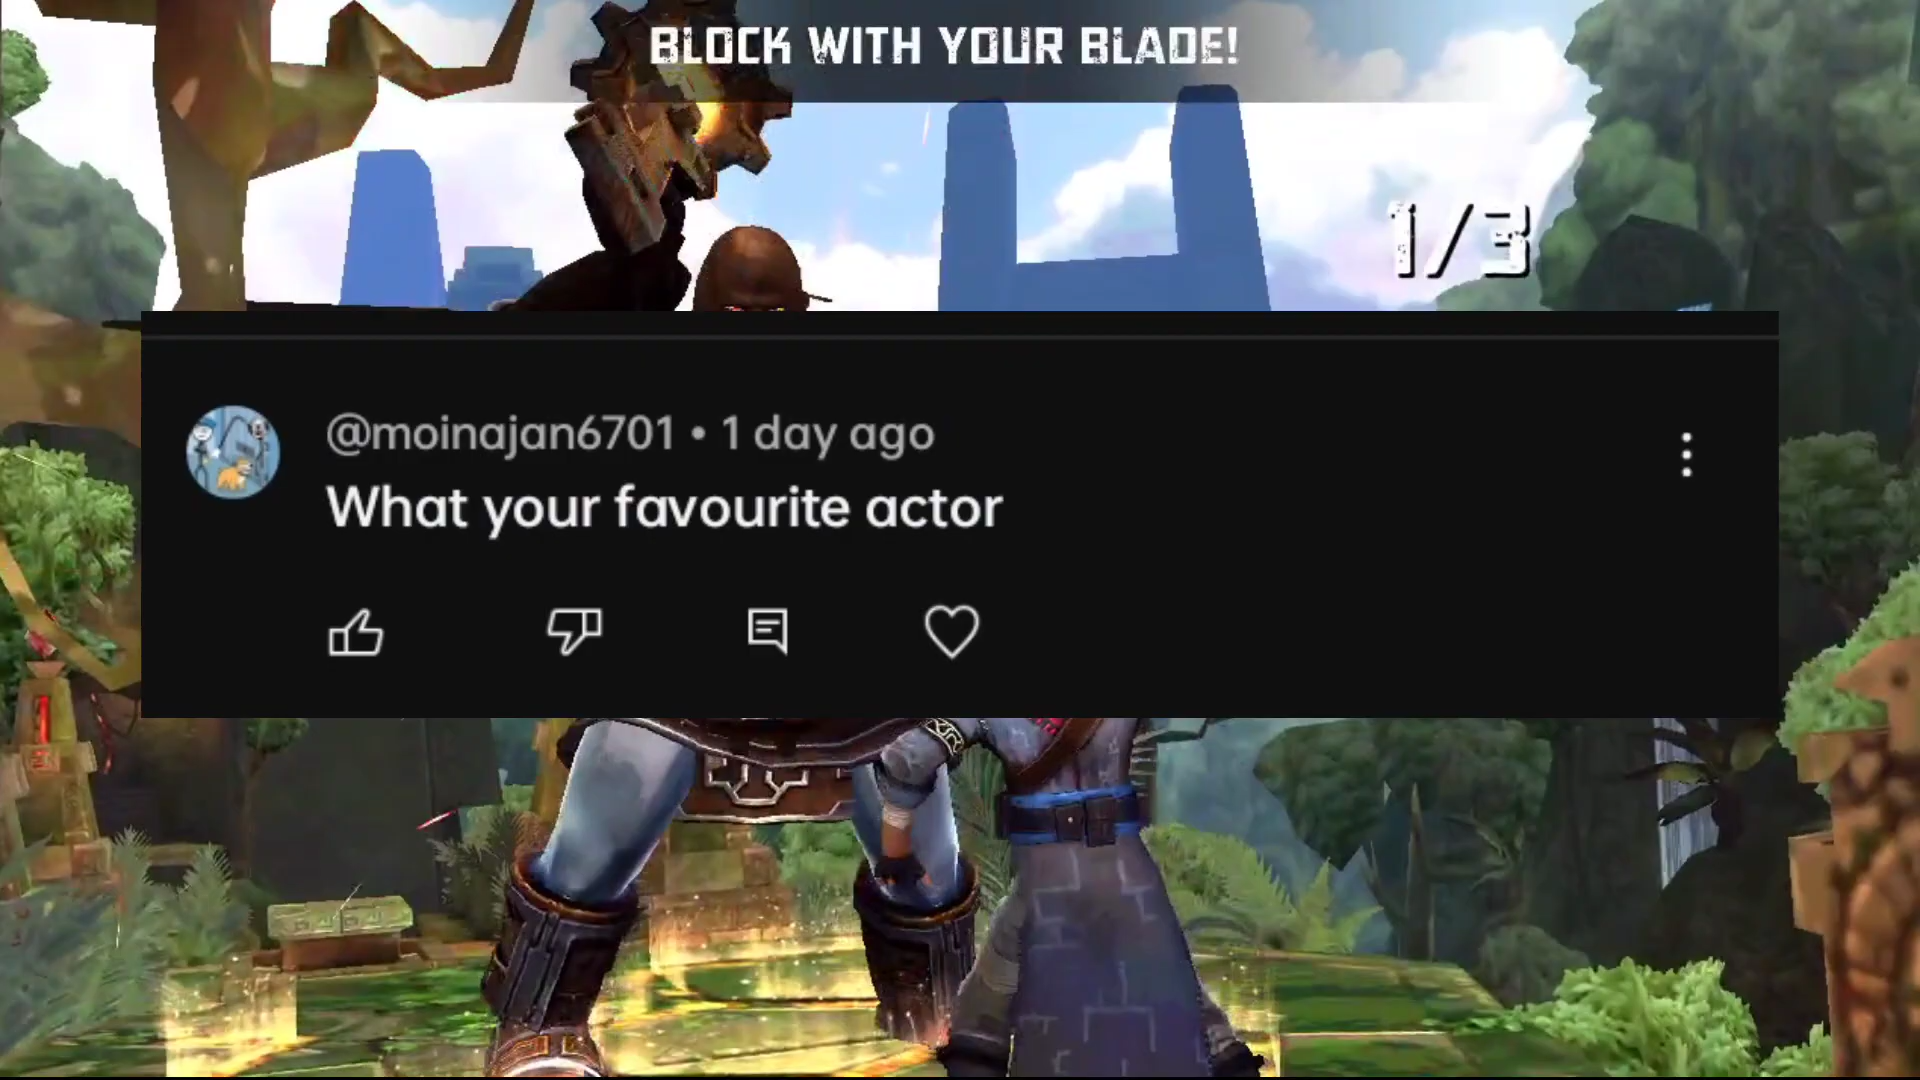 BLOCK WITH YOUR BLADE!
1/3
@moinajan6701 • 1 day ago
What your favourite actor